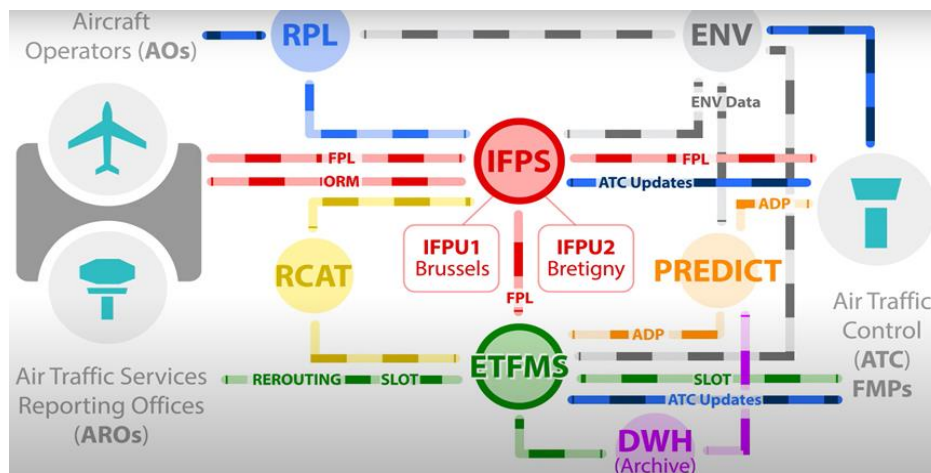 Aircraft
Operators (AOs)
RPL
ENV
ENV Data
FPL
IFPS
FPL
ORM
ATC Updates
ADP
IFPU1
Brussels
IFPU2
Bretigny
RCAT
PREDICT
FPL
Air Traffic
Control
(ATC)
FMPs
ADP
ETFMS
Air Traffic Services
Reporting Offices
(AROs)
REROUTING
SLOT
SLOT
ATC Updates
DWH
(Archive)